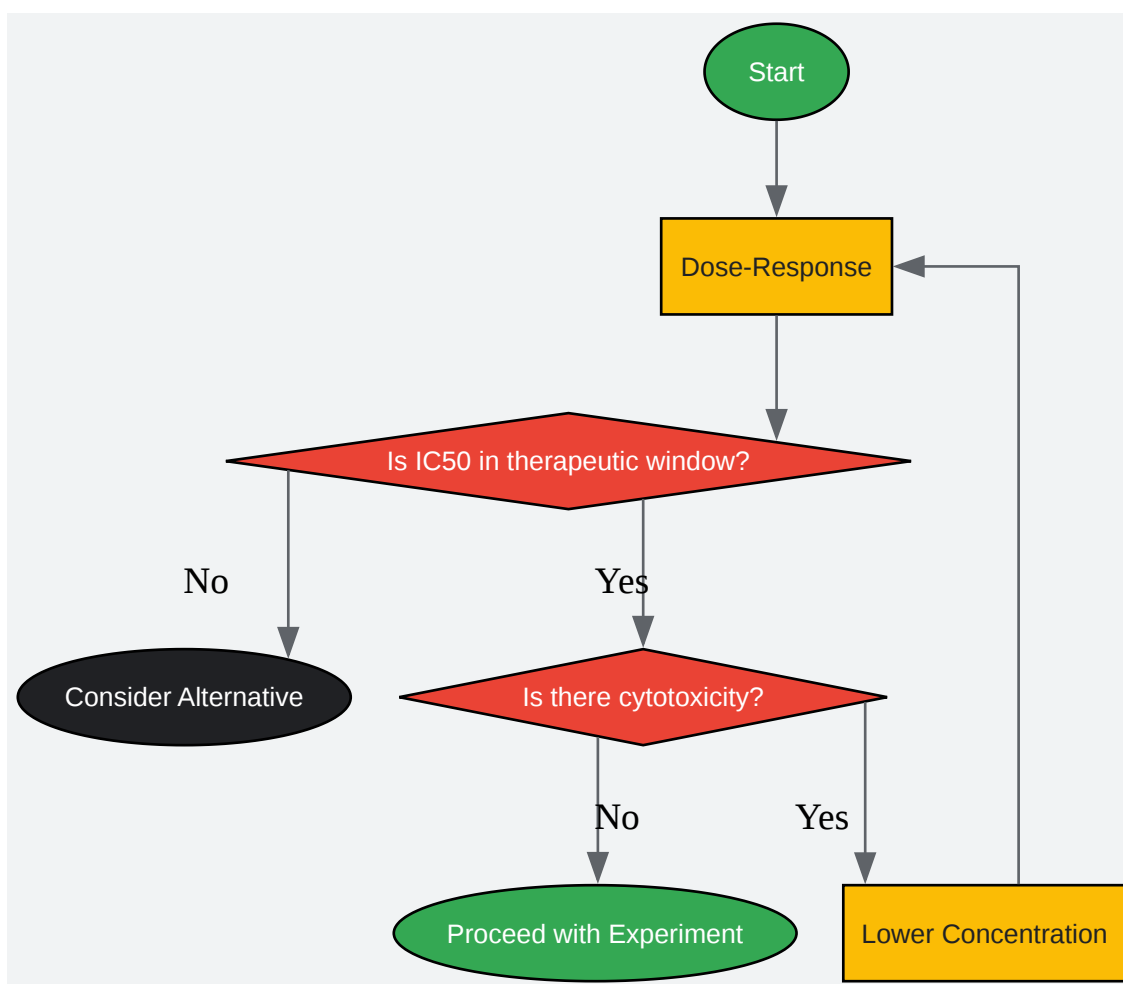 Start
Dose-Response
Is IC50 in therapeutic window?
No
Yes
Consider Alternative
Is there cytotoxicity?
No
Yes
Proceed with Experiment
Lower Concentration